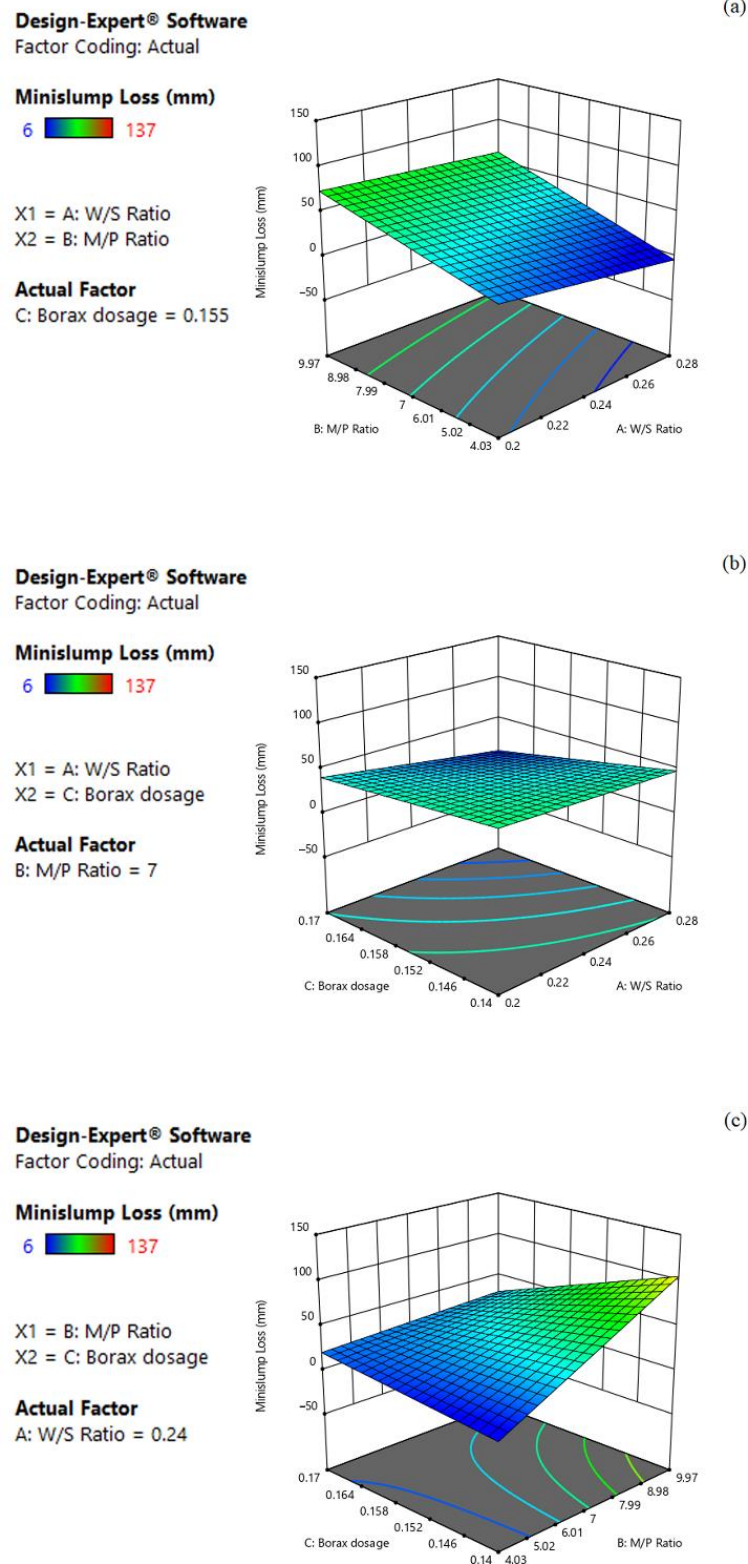 (a)
Design-Expert® Software
Factor Coding: Actual
Minislump Loss (mm)
6 137
X1 = A: W/S Ratio
X2 = B: M/P Ratio
Actual Factor
C: Borax dosage = 0.155
Minislump Loss (mm)
150
100
50
0
−50
9.97
8.98
7.99
7
6.01
5.02
4.03
B: M/P Ratio
0.2
0.22
0.24
0.26
0.28
A: W/S Ratio
(b)
Design-Expert® Software
Factor Coding: Actual
Minislump Loss (mm)
6 137
X1 = A: W/S Ratio
X2 = C: Borax dosage
Actual Factor
B: M/P Ratio = 7
Minislump Loss (mm)
150
100
50
0
−50
0.17
0.164
0.158
0.152
0.146
0.14
C: Borax dosage
0.2
0.22
0.24
0.26
0.28
A: W/S Ratio
(c)
Design-Expert® Software
Factor Coding: Actual
Minislump Loss (mm)
6 137
X1 = B: M/P Ratio
X2 = C: Borax dosage
Actual Factor
A: W/S Ratio = 0.24
Minislump Loss (mm)
150
100
50
0
−50
0.17
0.164
0.158
0.152
0.146
0.14
C: Borax dosage
4.03
5.02
6.01
7
7.99
8.98
9.97
B: M/P Ratio